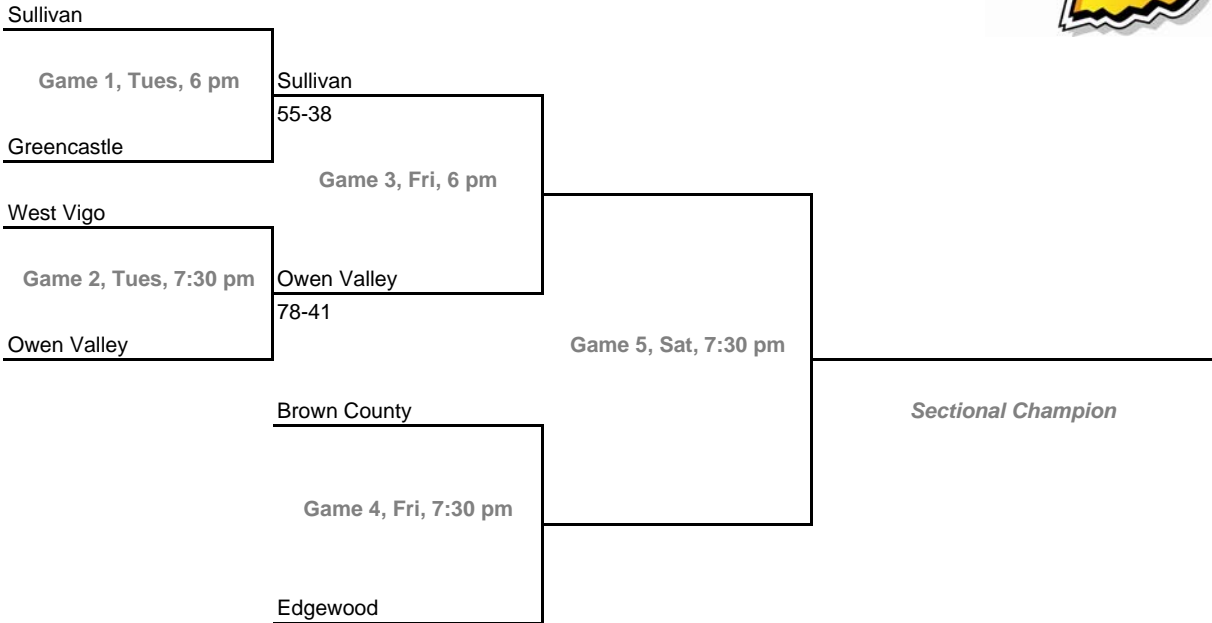 Sullivan
Game 1, Tues, 6 pm
Sullivan
55-38
Greencastle
Game 3, Fri, 6 pm
West Vigo
Game 2, Tues, 7:30 pm
Owen Valley
78-41
Owen Valley
Game 5, Sat, 7:30 pm
Brown County
Sectional Champion
Game 4, Fri, 7:30 pm
Edgewood